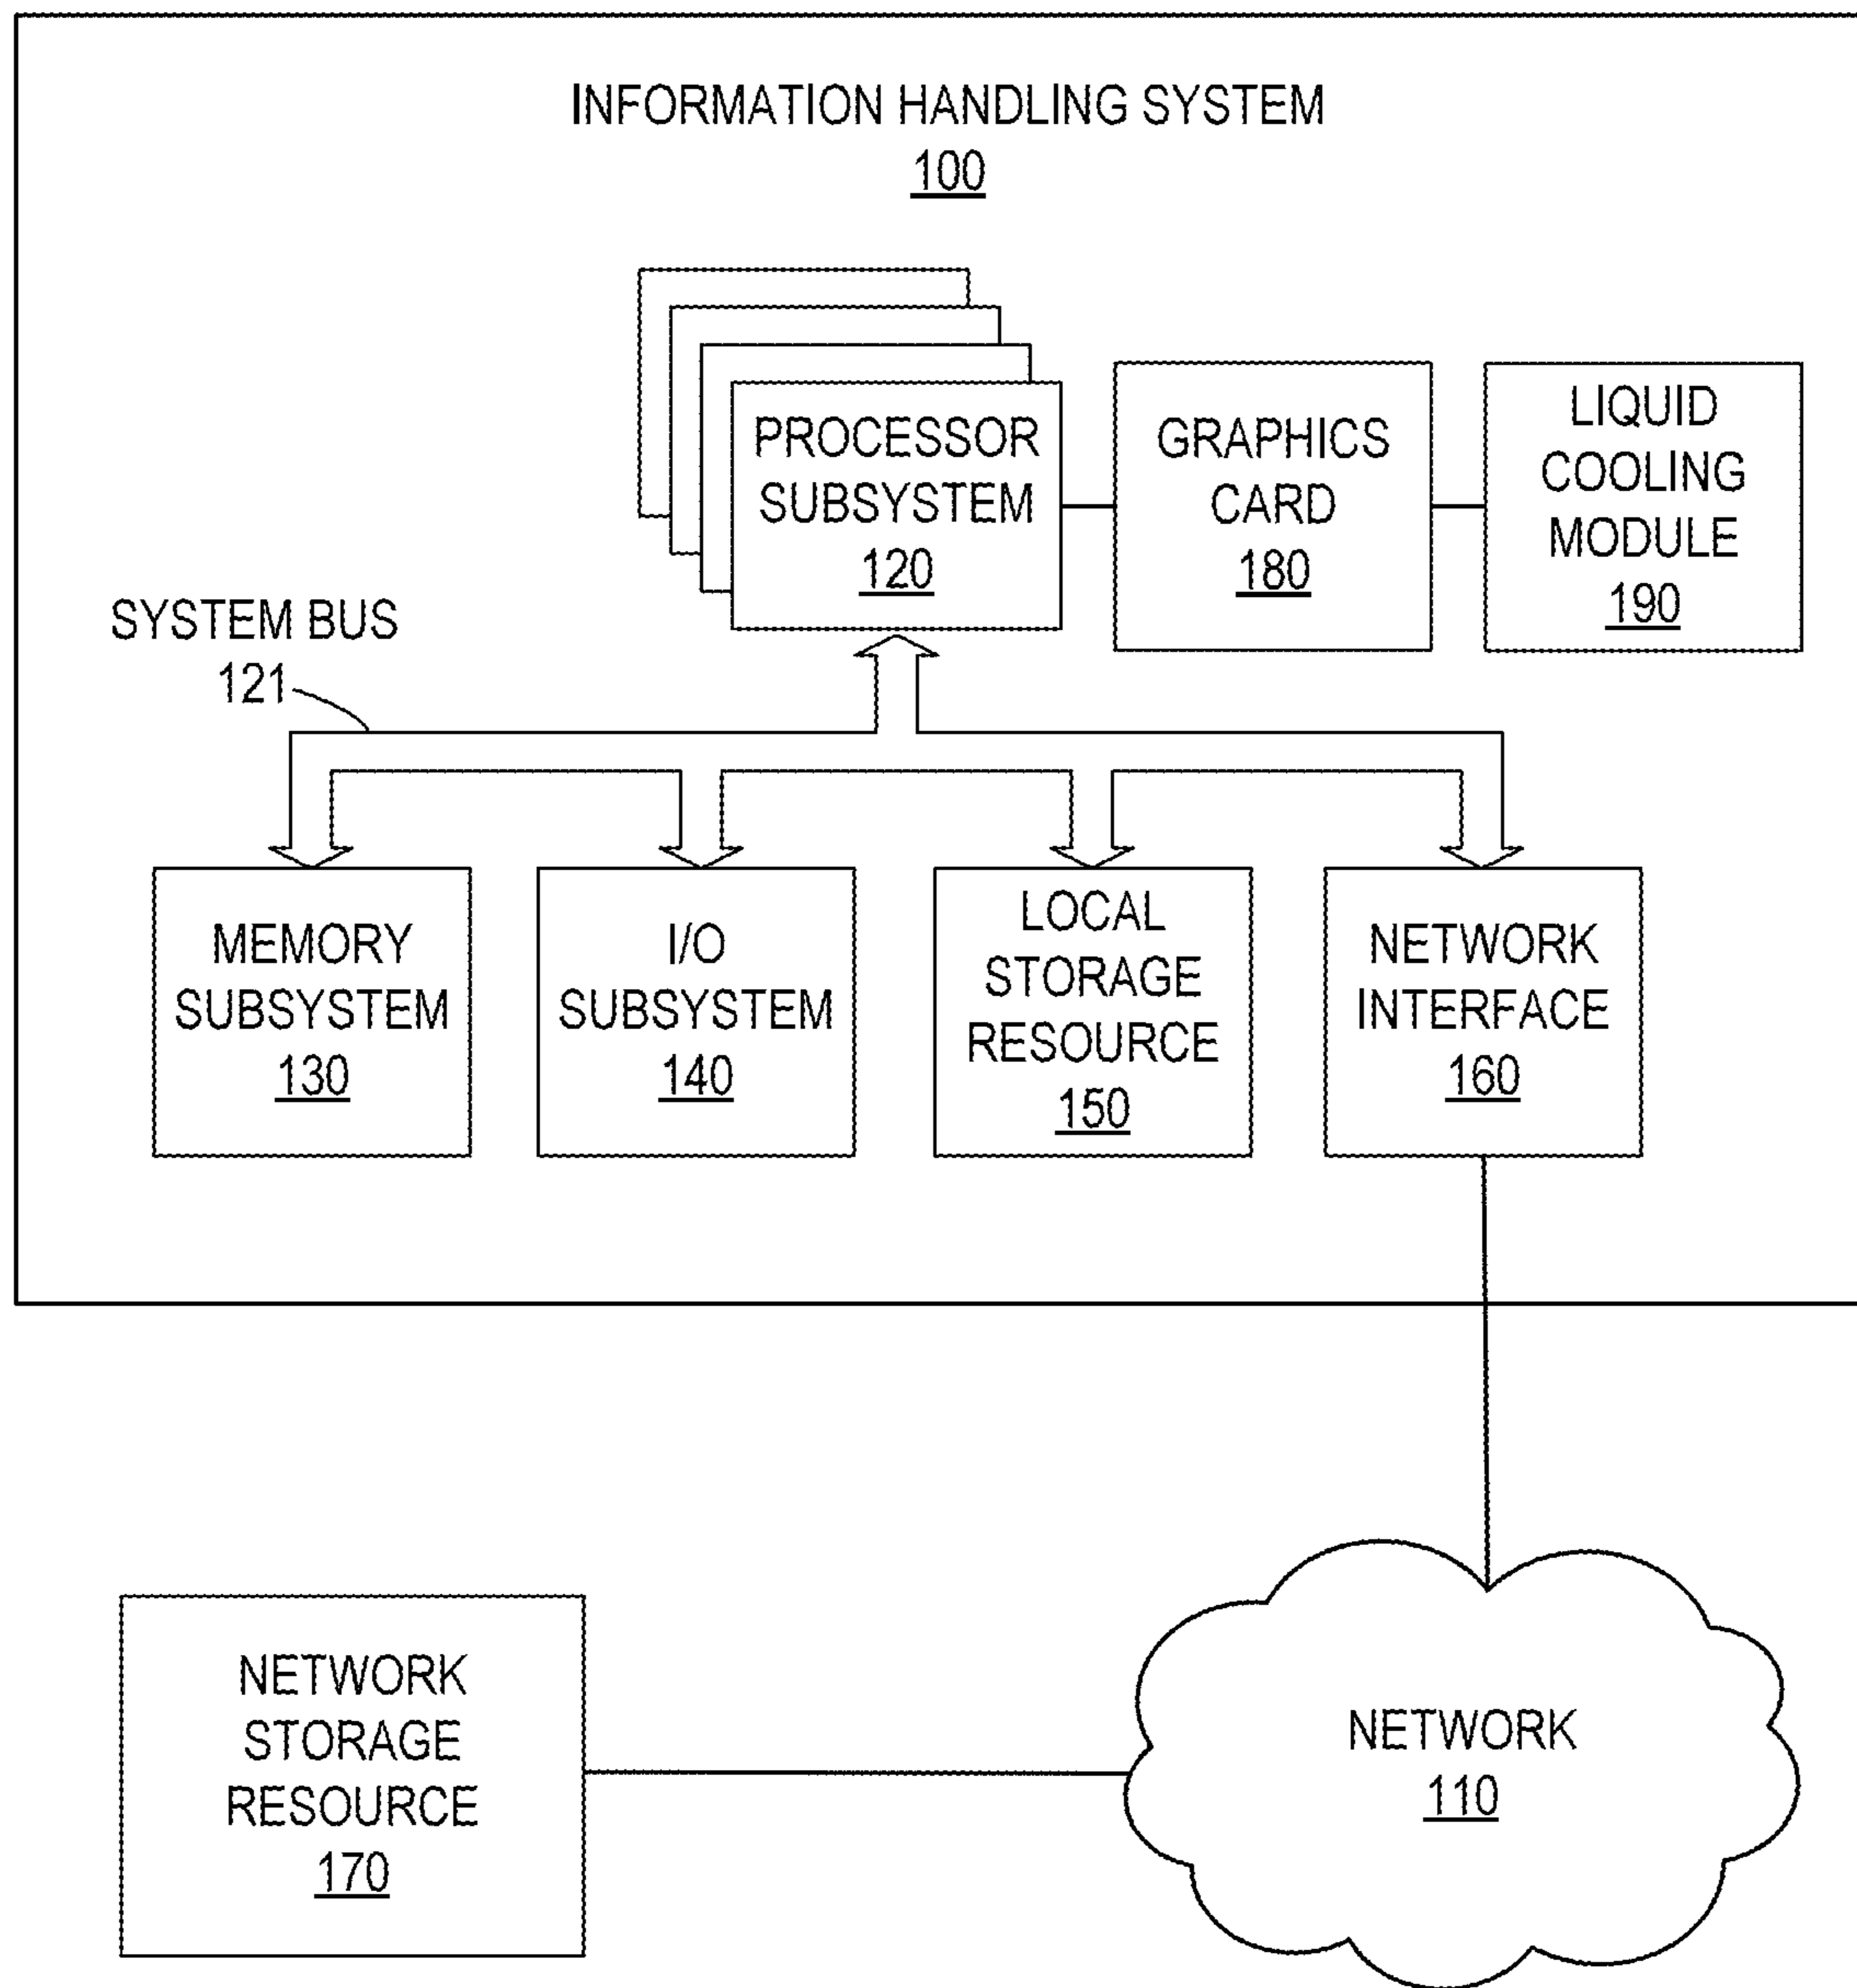 INFORMATION HANDLING SYSTEM
100
PROCESSOR
SUBSYSTEM
120
GRAPHICS
CARD
180
LIQUID
COOLING
MODULE
190
SYSTEM BUS
121
MEMORY
SUBSYSTEM
130
I/O
SUBSYSTEM
140
LOCAL
STORAGE
RESOURCE
150
NETWORK
INTERFACE
160
NETWORK
STORAGE
RESOURCE
170
NETWORK
110